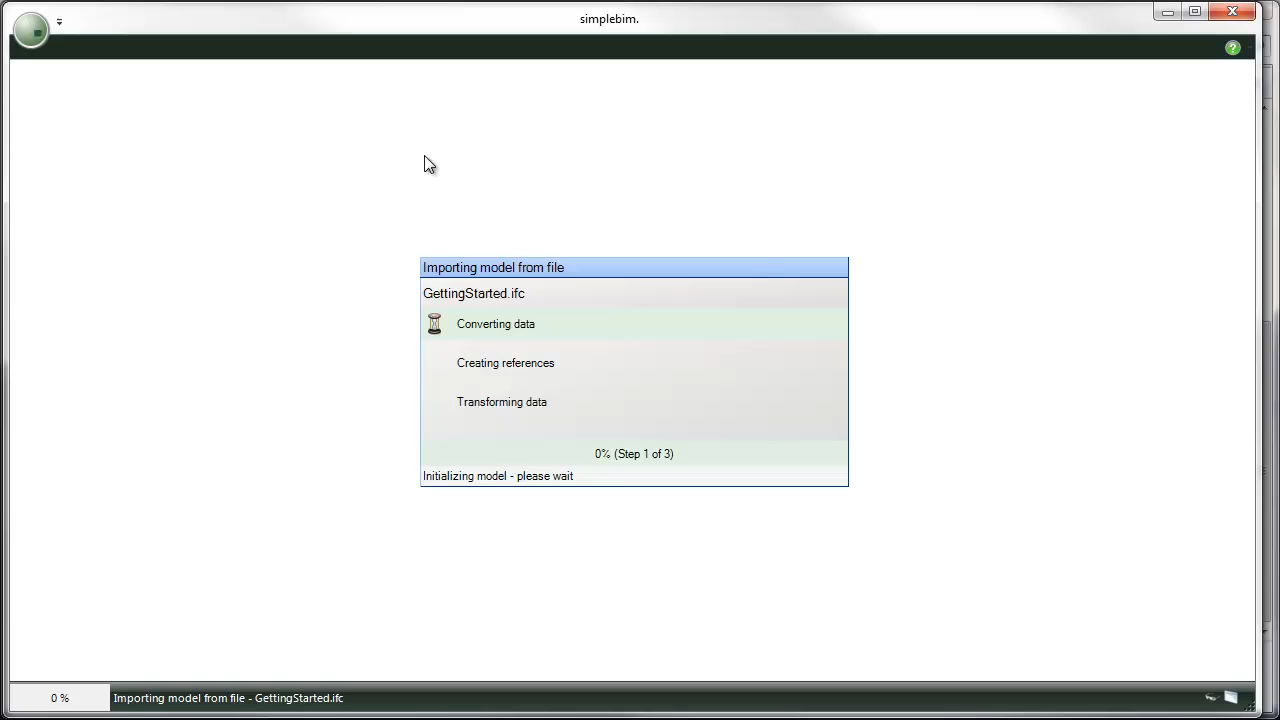 simplebim.
Importing model from file
GettingStarted.ifc
Converting data
Creating references
Transforming data
0% (Step 1 of 3)
Initializing model - please wait
0 %
Importing model from file - GettingStarted.ifc